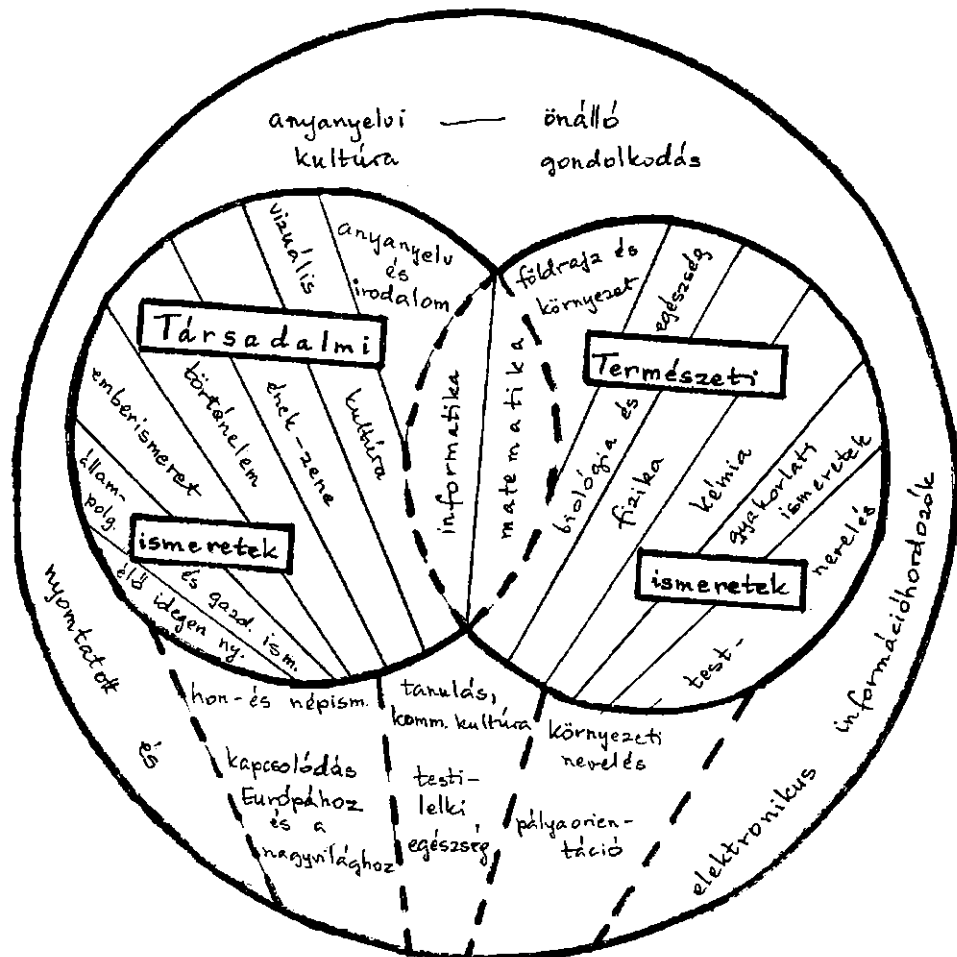 anyanyelvi — önálló
kultúra gondolkodás
vizuális
kultúra
anyanyelv
és
irodalom
Társadalmi
ismeretek
ének-zene
történelem
emberismeret
állam-
polg.
és gazd. ism.
élő idegen ny.
informatika
matematika
földrajz és
környezet
biológia és
egészség
Természeti
ismeretek
fizika
kémia
gyakorlati
ismeretek
test-
nevelés
hon- és népism.
kapcsolódás
Európához
és a
nagyvilághoz
tanulás,
komm. kultúra
testi-
lelki
egészség
környezeti
nevelés
pályaorien-
táció
nyomtatott
és
elektronikus
információhordozók